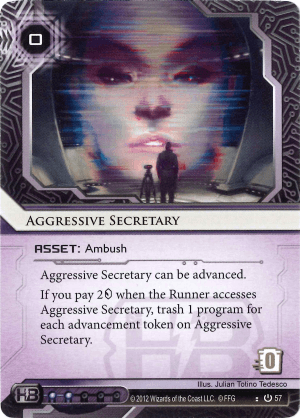 0
AGGRESSIVE SECRETARY
ASSET: Ambush
Aggressive Secretary can be advanced.
If you pay 2 when the Runner accesses
Aggressive Secretary, trash 1 program for
each advancement token on Aggressive
Secretary.
0
Illus. Julian Totino Tedesco
HB
© 2012 Wizards of the Coast LLC. © FFG
57